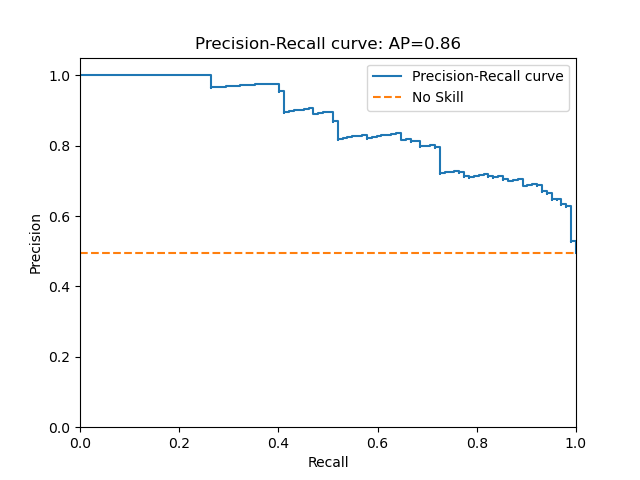 Precision-Recall curve: AP=0.86
Precision-Recall curve
No Skill
Precision
1.0
0.8
0.6
0.4
0.2
0.0
0.0 0.2 0.4 0.6 0.8 1.0
Recall